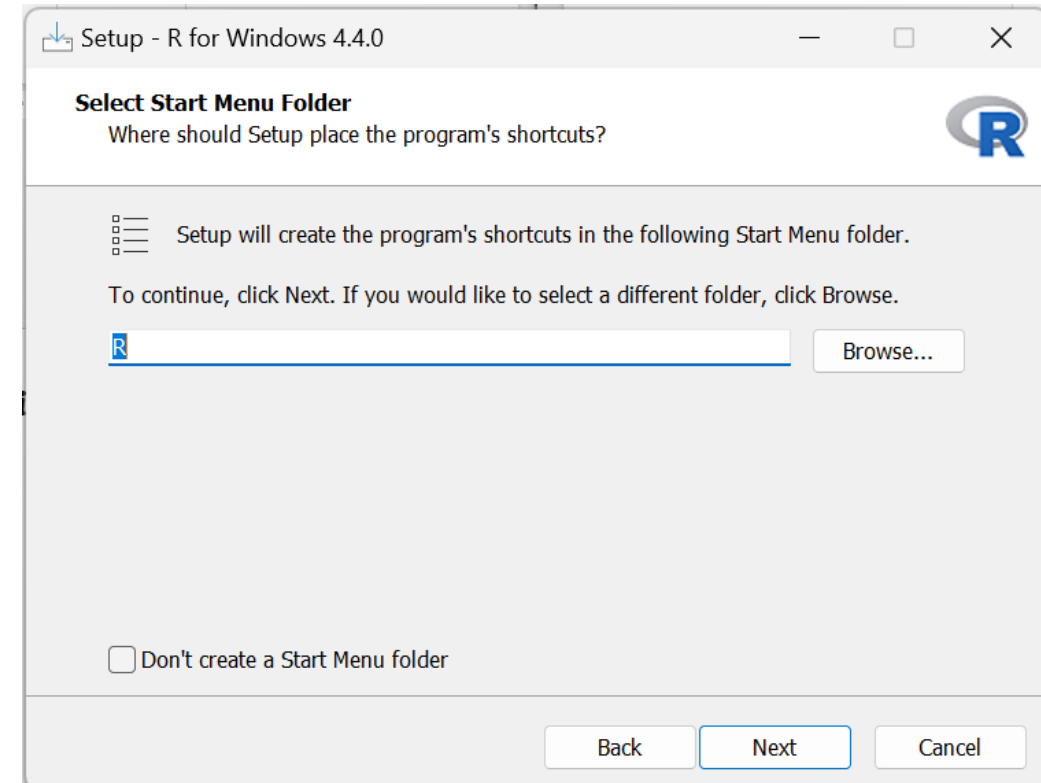 Setup - R for Windows 4.4.0
Select Start Menu Folder
Where should Setup place the program's shortcuts?
R
Setup will create the program's shortcuts in the following Start Menu folder.
To continue, click Next. If you would like to select a different folder, click Browse.
R
Browse...
Don't create a Start Menu folder
Back
Next
Cancel